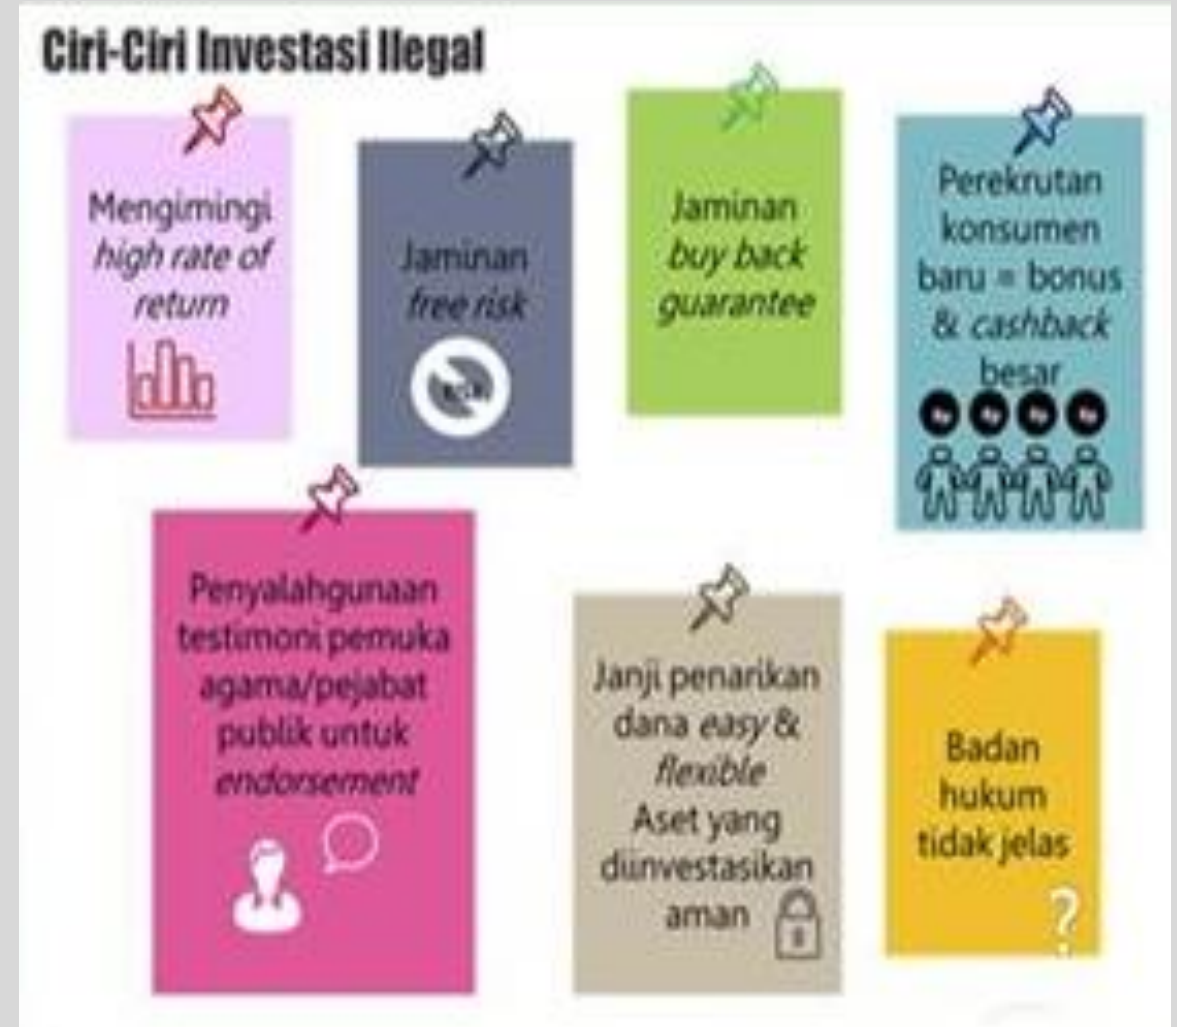 Ciri-Ciri Investasi Ilegal
Mengimingi
high rate of
return
Jaminan
free risk
Jaminan
buy back
guarantee
Perekrutan
konsumen
baru = bonus
& cashback
besar
Penyalahgunaan
testimoni pemuka
agama/pejabat
publik untuk
endorsement
Janji penarikan
dana easy &
flexible
Aset yang
diinvestasikan
aman
Badan
hukum
tidak jelas
?